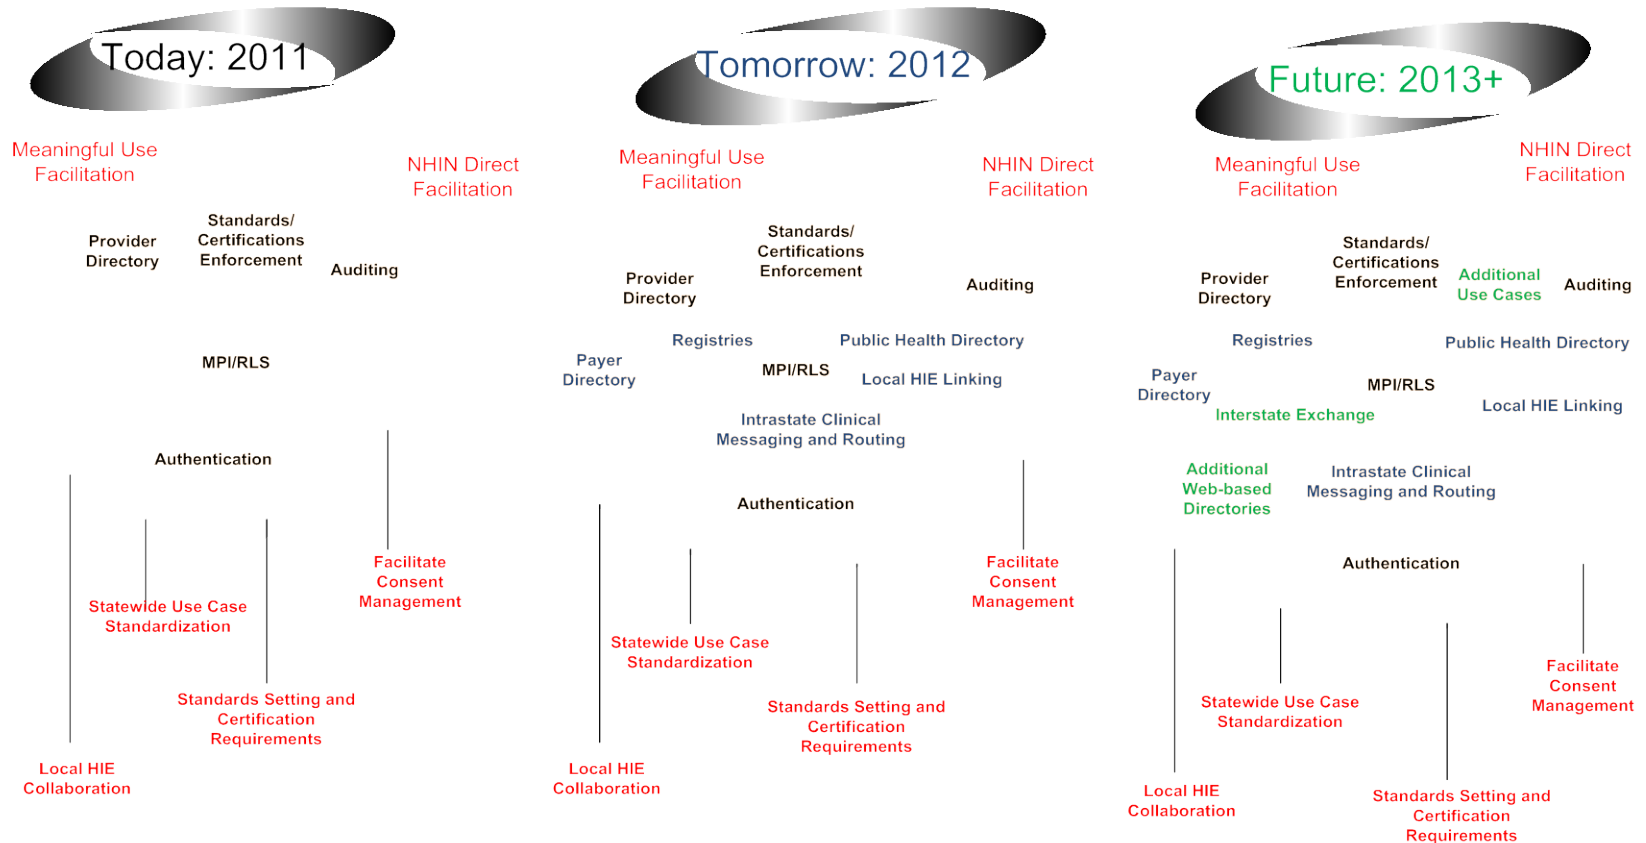 Today: 2011
Meaningful Use
Facilitation
NHIN Direct
Facilitation
Standards/
Certifications
Enforcement
Provider
Directory
Auditing
MPI/RLS
Authentication
Facilitate
Consent
Management
Statewide Use Case
Standardization
Standards Setting and
Certification
Requirements
Local HIE
Collaboration
Tomorrow: 2012
Meaningful Use
Facilitation
NHIN Direct
Facilitation
Standards/
Certifications
Enforcement
Provider
Directory
Auditing
Registries
Public Health Directory
Payer
Directory
MPI/RLS
Local HIE Linking
Intrastate Clinical
Messaging and Routing
Authentication
Facilitate
Consent
Management
Statewide Use Case
Standardization
Standards Setting and
Certification
Requirements
Local HIE
Collaboration
Future: 2013+
Meaningful Use
Facilitation
NHIN Direct
Facilitation
Standards/
Certifications
Enforcement
Provider
Directory
Additional
Use Cases
Auditing
Registries
Public Health Directory
Payer
Directory
MPI/RLS
Local HIE Linking
Interstate Exchange
Additional
Web-based
Directories
Intrastate Clinical
Messaging and Routing
Authentication
Facilitate
Consent
Management
Statewide Use Case
Standardization
Local HIE
Collaboration
Standards Setting and
Certification
Requirements